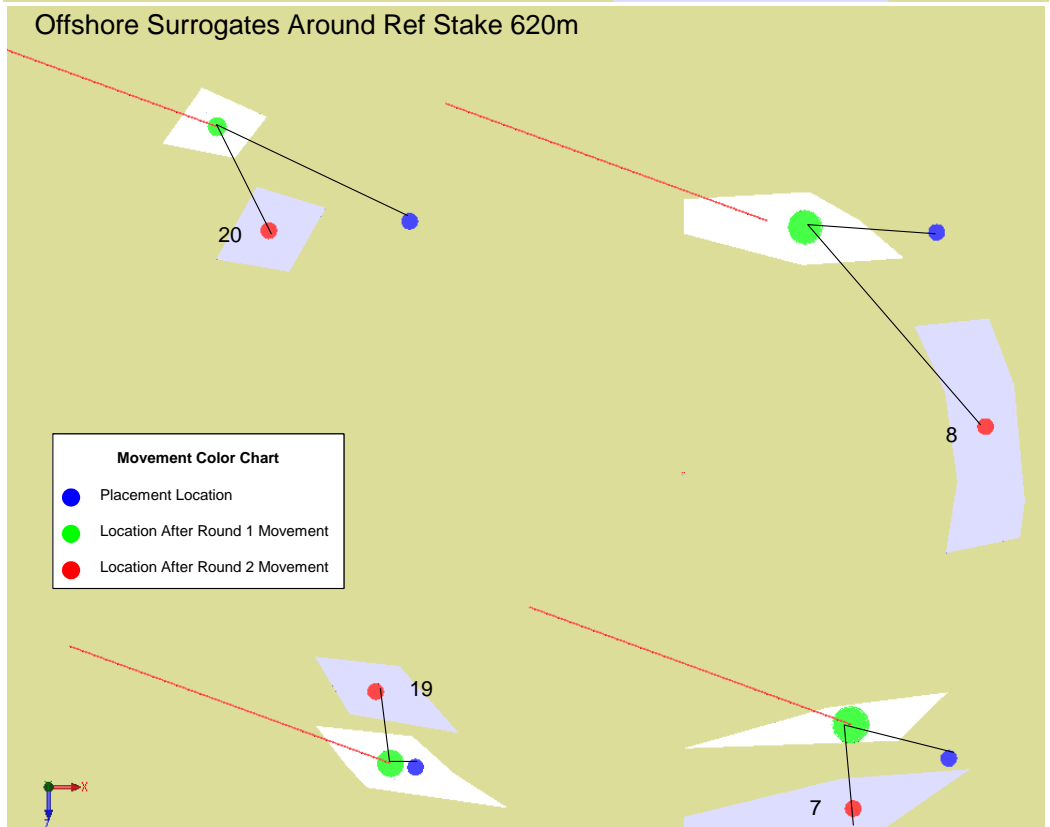 Offshore Surrogates Around Ref Stake 620m
20
8
Movement Color Chart
Placement Location
Location After Round 1 Movement
Location After Round 2 Movement
19
X
7